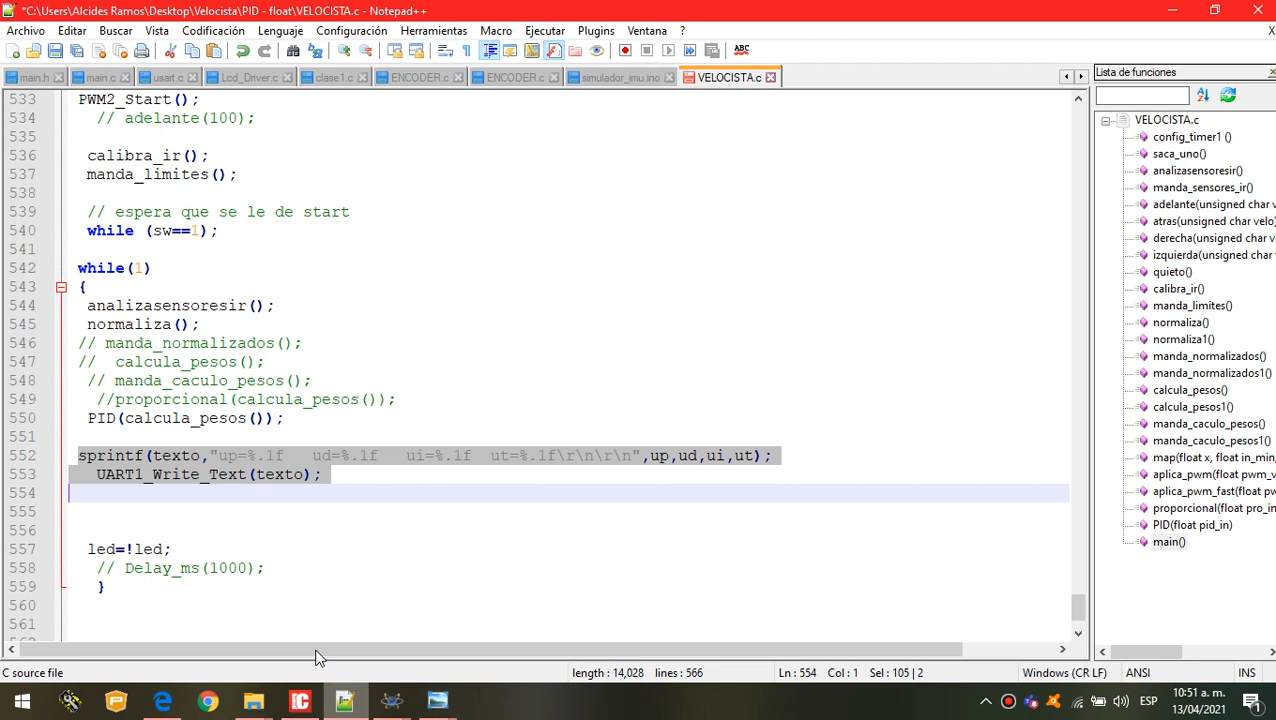 *C:\Users\Alcides Ramos\Desktop\Velocista\PID - float\VELOCISTA.c - Notepad++
Archivo Editar Buscar Vista Codificación Lenguaje Configuración Herramientas Macro Ejecutar Plugins Ventana ? X
main.h main.c usart.c Lcd_Driver.c clase1.c ENCODER.c ENCODER.c simulador_imu.ino VELOCISTA.c
Lista de funciones
533 PWM2_Start();
534 // adelante(100);
535
536 calibra_ir();
537 manda_limites();
538
539 // espera que se le de start
540 while (sw==1);
541
542 while(1)
543 {
544 analizasensoresir();
545 normaliza();
546 // manda_normalizados();
547 // calcula_pesos();
548 // manda_caculo_pesos();
549 //proporcional(calcula_pesos());
550 PID(calcula_pesos());
551
552 sprintf(texto,"up=%.1f ud=%.1f ui=%.1f ut=%.1f\r\n\r\n",up,ud,ui,ut);
553 UART1_Write_Text(texto);
554
555
556
557 led=!led;
558 // Delay_ms(1000);
559 }
560
561
VELOCISTA.c
config_timer1 ()
saca_uno()
analizasensoresir()
manda_sensores_ir()
adelante(unsigned char velo
atras(unsigned char velo)
derecha(unsigned char ve
izquierda(unsigned char v
quieto()
calibra_ir()
manda_limites()
normaliza()
normaliza1()
manda_normalizados()
manda_normalizados1()
calcula_pesos()
calcula_pesos1()
manda_caculo_pesos()
manda_caculo_pesos1()
map(float x, float in_min,
aplica_pwm(float pwm_v
aplica_pwm_fast(float pw
proporcional(float pro_in
PID(float pid_in)
main()
C source file length : 14,028 lines : 566 Ln : 554 Col : 1 Sel : 105 | 2 Windows (CR LF) ANSI INS
ESP
10:51 a. m.
13/04/2021